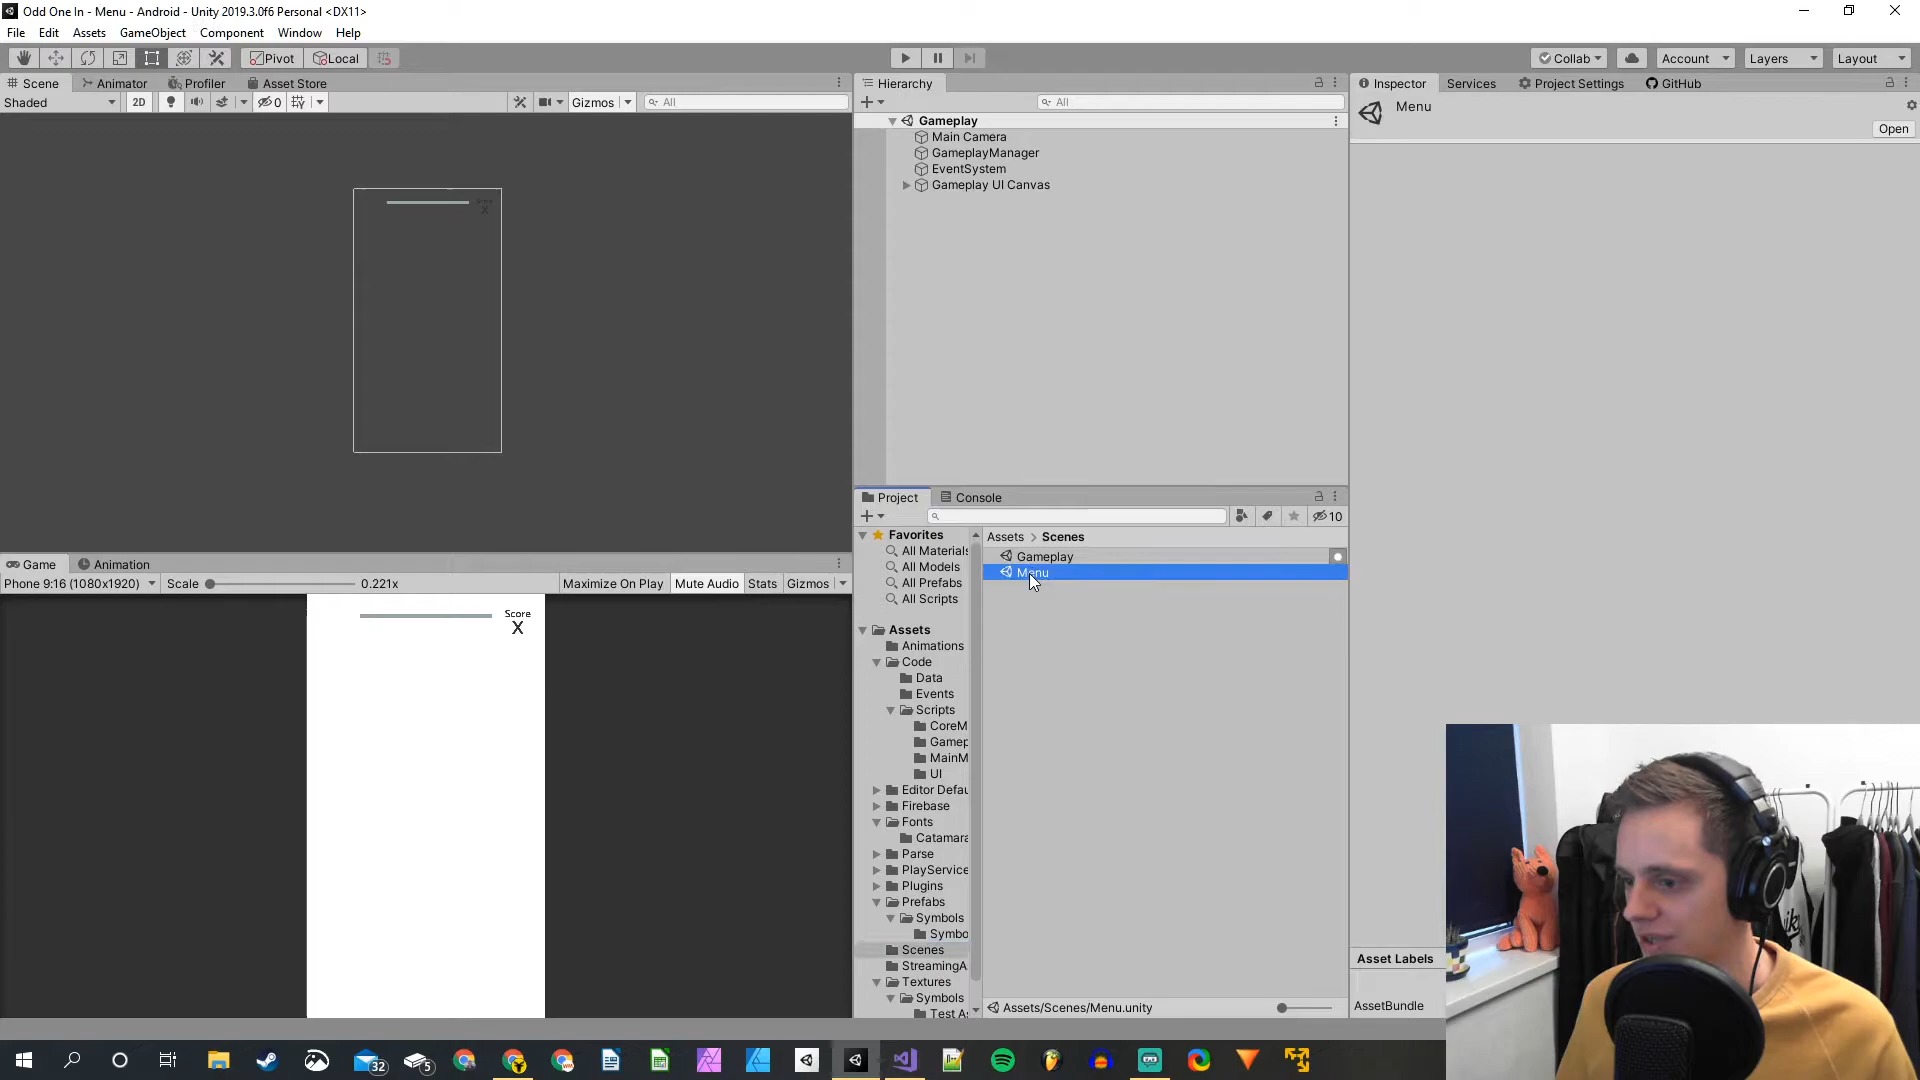 Odd One In - Menu - Android - Unity 2019.3.0f6 Personal <DX11>
File Edit Assets GameObject Component Window Help
Pivot Local Collab Account Layers Layout
Scene Animator Profiler Asset Store
Shaded 2D 0 Gizmos All
Hierarchy
All
Gameplay
Main Camera
GameplayManager
EventSystem
Gameplay UI Canvas
Inspector Services Project Settings GitHub
Menu
Open
Game Animation
Phone 9:16 (1080x1920) Scale 0.221x Maximize On Play Mute Audio Stats Gizmos
Score
X
Project Console
10
Favorites
All Materials
All Models
All Prefabs
All Scripts
Assets
Animations
Code
Data
Events
Scripts
CoreM
Gamep
MainM
UI
Editor Defau
Firebase
Fonts
Catamara
Parse
PlayService
Plugins
Prefabs
Symbols
Symbo
Scenes
StreamingA
Textures
Symbols
Test A
Assets > Scenes
Gameplay
Menu
Assets/Scenes/Menu.unity
Asset Labels
AssetBundle
32
5